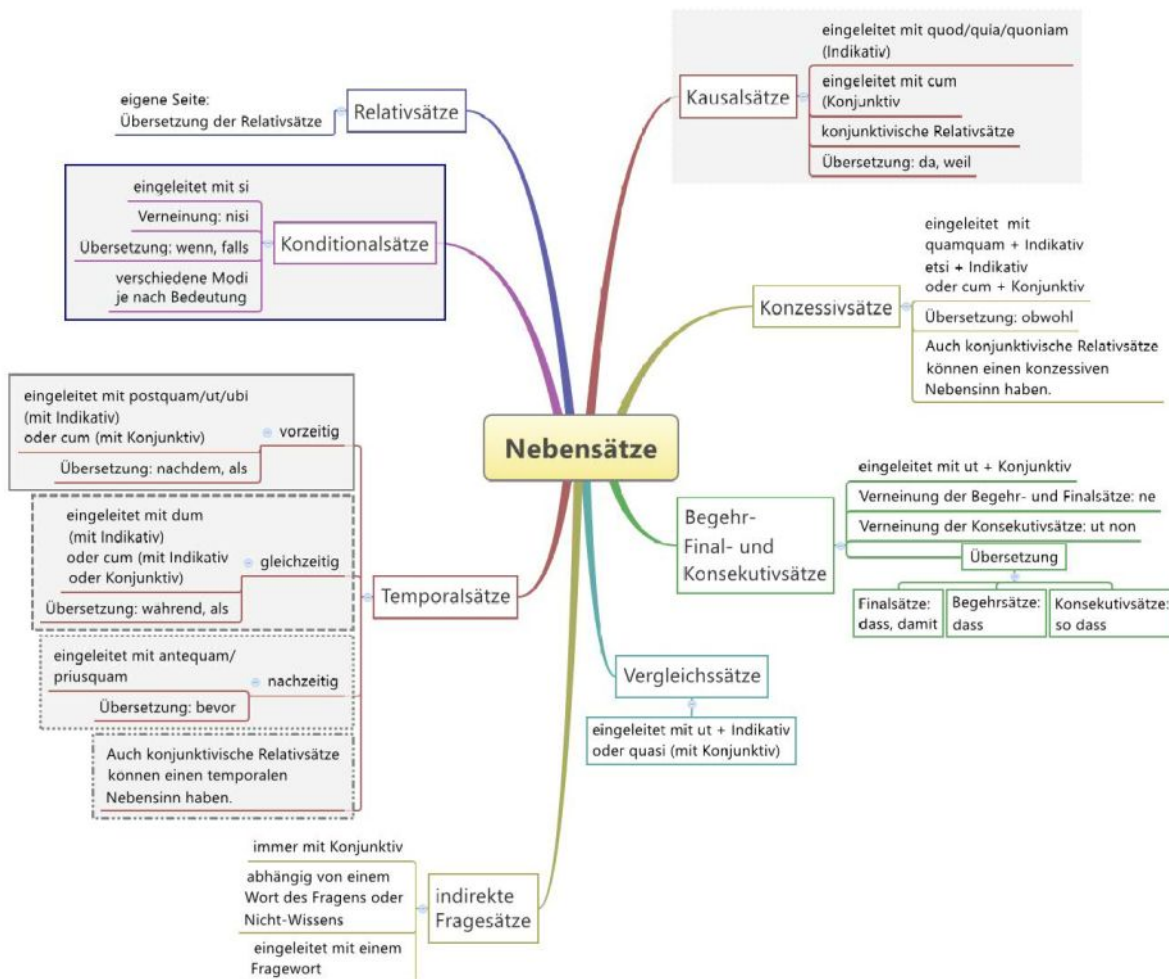 eigene Seite:
Übersetzung der Relativsätze
Relativsätze
eingeleitet mit si
Verneinung: nisi
Übersetzung: wenn, falls
verschiedene Modi
je nach Bedeutung
Konditionalsätze
eingeleitet mit postquam/ut/ubi
(mit Indikativ)
oder cum (mit Konjunktiv)
vorzeitig
Übersetzung: nachdem, als
eingeleitet mit dum
(mit Indikativ)
oder cum (mit Indikativ
oder Konjunktiv)
gleichzeitig
Übersetzung: wahrend, als
eingeleitet mit antequam/
priusquam
nachzeitig
Übersetzung: bevor
Auch konjunktivische Relativsätze
konnen einen temporalen
Nebensinn haben.
Temporalsätze
immer mit Konjunktiv
abhängig von einem
Wort des Fragens oder
Nicht-Wissens
eingeleitet mit einem
Fragewort
indirekte
Fragesätze
Nebensätze
Kausalsätze
eingeleitet mit quod/quia/quoniam
(Indikativ)
eingeleitet mit cum
(Konjunktiv
konjunktivische Relativsätze
Übersetzung: da, weil
Konzessivsätze
eingeleitet mit
quamquam + Indikativ
etsi + Indikativ
oder cum + Konjunktiv
Übersetzung: obwohl
Auch konjunktivische Relativsätze
können einen konzessiven
Nebensinn haben.
Begehr-
Final- und
Konsekutivsätze
eingeleitet mit ut + Konjunktiv
Verneinung der Begehr- und Finalsätze: ne
Verneinung der Konsekutivsätze: ut non
Übersetzung
Finalsätze:
dass, damit
Begehrsätze:
dass
Konsekutivsätze:
so dass
Vergleichssätze
eingeleitet mit ut + Indikativ
oder quasi (mit Konjunktiv)